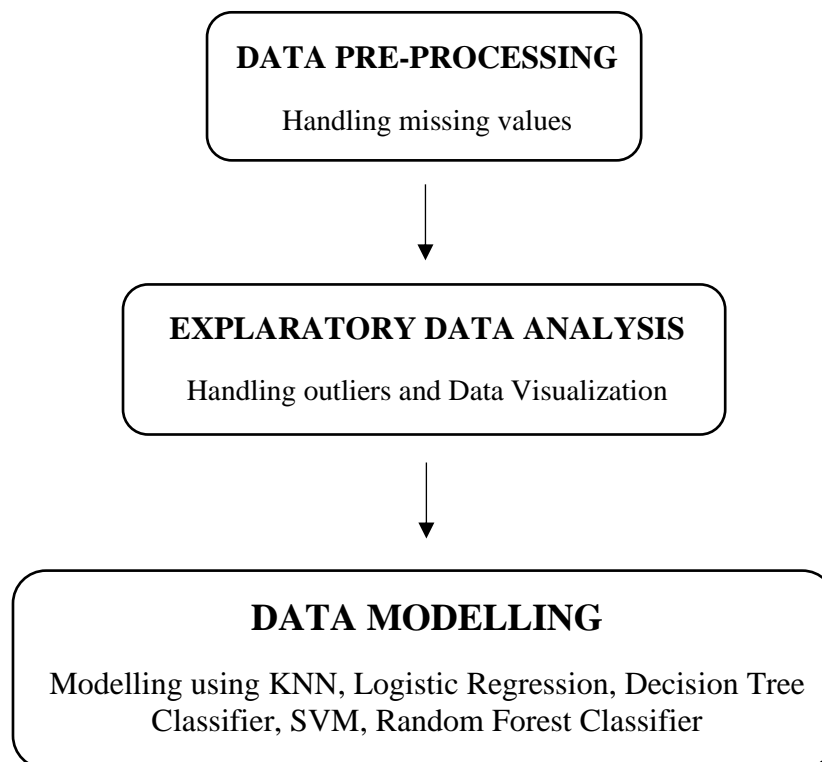 DATA PRE-PROCESSING
Handling missing values
EXPLARATORY DATA ANALYSIS
Handling outliers and Data Visualization
DATA MODELLING
Modelling using KNN, Logistic Regression, Decision Tree
Classifier, SVM, Random Forest Classifier